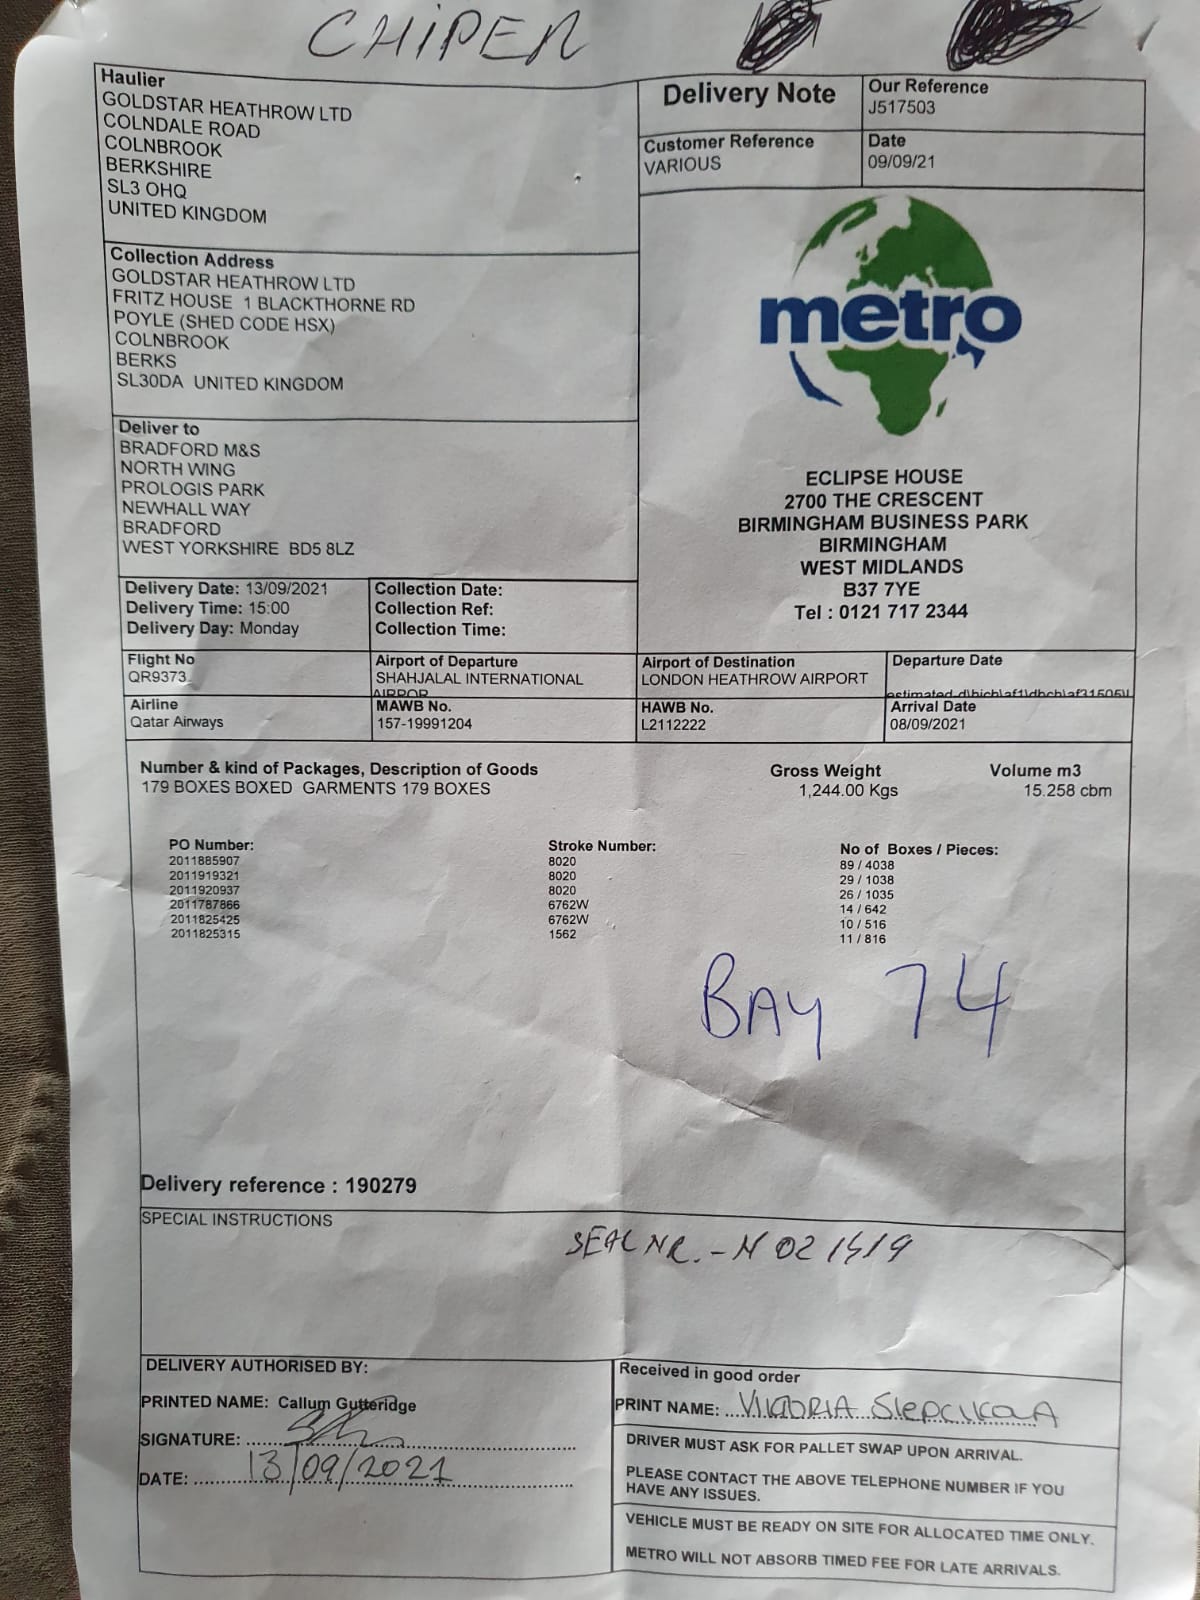 CHIPER
Haulier
GOLDSTAR HEATHROW LTD
COLNDALE ROAD
COLNBROOK
BERKSHIRE
SL3 OHQ
UNITED KINGDOM
Delivery Note
Our Reference
J517503
Customer Reference
VARIOUS
Date
09/09/21
Collection Address
GOLDSTAR HEATHROW LTD
FRITZ HOUSE 1 BLACKTHORNE RD
POYLE (SHED CODE HSX)
COLNBROOK
BERKS
SL30DA UNITED KINGDOM
metro
Deliver to
BRADFORD M&S
NORTH WING
PROLOGIS PARK
NEWHALL WAY
BRADFORD
WEST YORKSHIRE BD5 8LZ
ECLIPSE HOUSE
2700 THE CRESCENT
BIRMINGHAM BUSINESS PARK
BIRMINGHAM
WEST MIDLANDS
B37 7YE
Tel : 0121 717 2344
Delivery Date: 13/09/2021
Delivery Time: 15:00
Delivery Day: Monday
Collection Date:
Collection Ref:
Collection Time:
Flight No
QR9373
Airport of Departure
SHAHJALAL INTERNATIONAL
AIRPOR
Airport of Destination
LONDON HEATHROW AIRPORT
Departure Date
Airline
Qatar Airways
MAWB No.
157-19991204
HAWB No.
L2112222
Arrival Date
08/09/2021
Number & kind of Packages, Description of Goods Gross Weight Volume m3
179 BOXES BOXED GARMENTS 179 BOXES 1,244.00 Kgs 15.258 cbm
PO Number: Stroke Number: No of Boxes / Pieces:
2011885907 8020 89 / 4038
2011919321 8020 29 / 1038
2011920937 8020 26 / 1035
2011787866 6762W 14 / 642
2011825425 6762W 10 / 516
2011825315 1562 11 / 816
BAY 74
Delivery reference : 190279
SPECIAL INSTRUCTIONS
SEAL NR. - N
DELIVERY AUTHORISED BY:
PRINTED NAME: Callum Gutteridge
SIGNATURE:
DATE: 13/09/2021
Received in good order
PRINT NAME: VIKTORIA
DRIVER MUST ASK FOR PALLET SWAP UPON ARRIVAL.
PLEASE CONTACT THE ABOVE TELEPHONE NUMBER IF YOU
HAVE ANY ISSUES.
VEHICLE MUST BE READY ON SITE FOR ALLOCATED TIME ONLY.
METRO WILL NOT ABSORB TIMED FEE FOR LATE ARRIVALS.